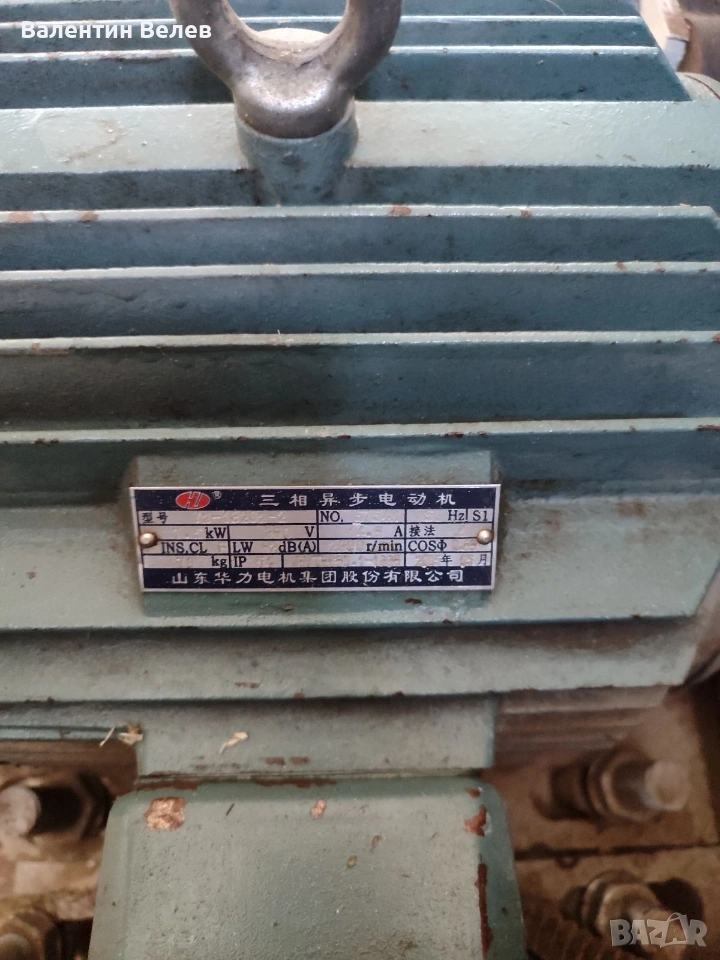 Валентин Велев
HJ ® 三相异步电动机
型号 NO. Hz S1
kW V A 接法
INS.CL LW dB(A) r/min COSΦ
kg IP 年 月
山东华力电机集团股份有限公司
BAZAR